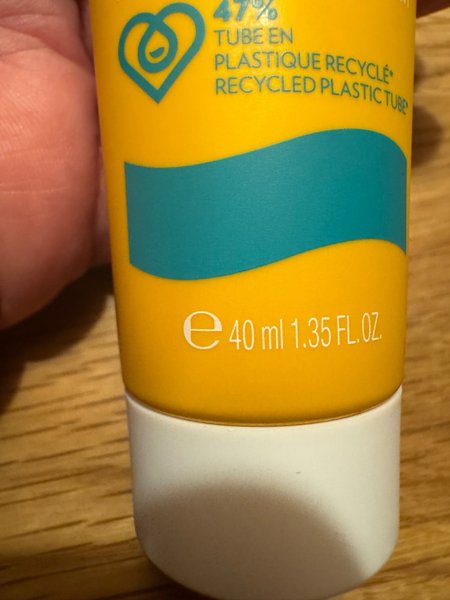 47%
TUBE EN
PLASTIQUE RECYCLÉ*
RECYCLED PLASTIC TUBE*
℮ 40 ml 1.35 FL. OZ.